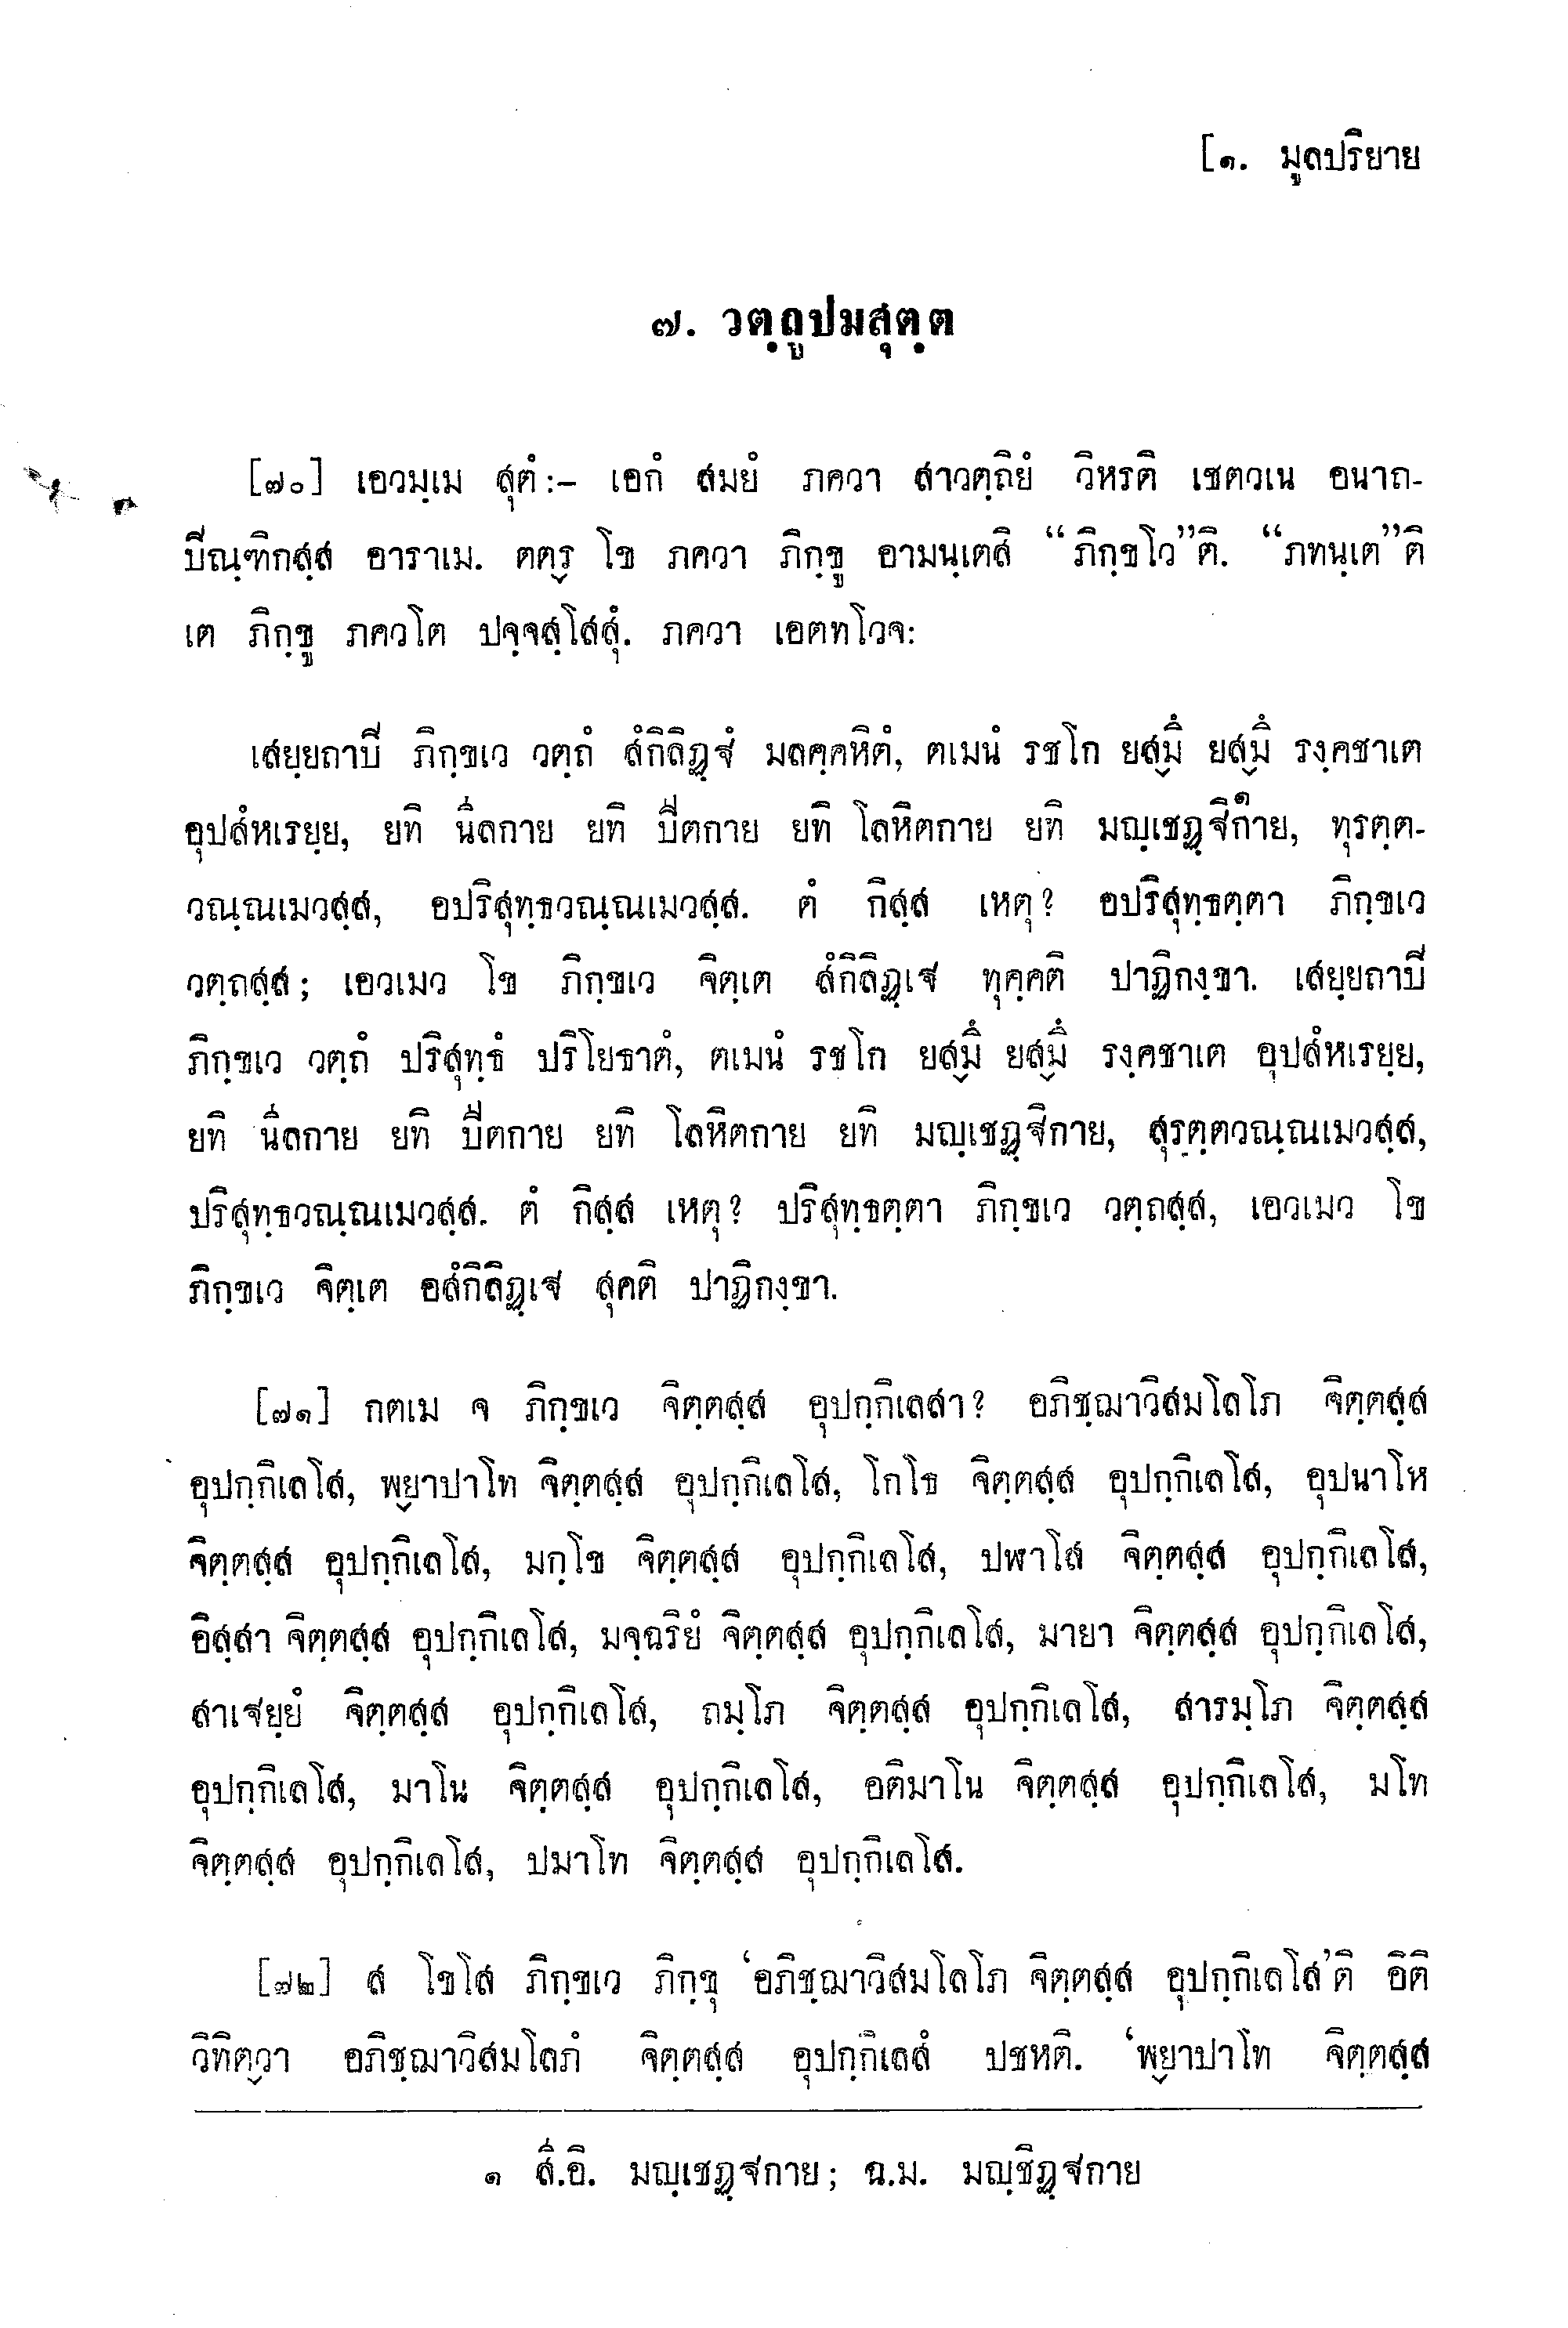 [๑. มูลปริยาย
๗. วตฺถูปมสุตฺต
[๗๐] เอวมฺเม สุตํ:– เอกํ สมยํ ภควา สาวตฺถิยํ วิหรติ เชตวเน อนาถ-
ปิณฺฑิกสฺส อาราเม. ตตฺร โข ภควา ภิกฺขู อามนฺเตสิ “ภิกฺขโว”ติ. “ภทนฺเต”ติ
เต ภิกฺขู ภควโต ปจฺจสฺโสสุํ. ภควา เอตทโวจ:
เสยฺยถาปิ ภิกฺขเว วตฺถํ สํกิลิฏฺฐํ มลคฺคหิตํ, ตเมนํ รชโก ยสฺมึ ยสฺมึ รงฺคชาเต
อุปสํหเรยฺย, ยทิ นีลกาย ยทิ ปีตกาย ยทิ โลหิตกาย ยทิ มญฺเชฏฺฐิกาย๑, ทุรตฺต-
วณฺณเมวสฺส, อปริสุทฺธวณฺณเมวสฺส. ตํ กิสฺส เหตุ? อปริสุทฺธตฺตา ภิกฺขเว
วตฺถสฺส; เอวเมว โข ภิกฺขเว จิตฺเต สํกิลิฏฺเฐ ทุคฺคติ ปาฏิกงฺขา. เสยฺยถาปิ
ภิกฺขเว วตฺถํ ปริสุทฺธํ ปริโยธาตํ, ตเมนํ รชโก ยสฺมึ ยสฺมึ รงฺคชาเต อุปสํหเรยฺย,
ยทิ นีลกาย ยทิ ปีตกาย ยทิ โลหิตกาย ยทิ มญฺเชฏฺฐิกาย, สุรตฺตวณฺณเมวสฺส,
ปริสุทฺธวณฺณเมวสฺส. ตํ กิสฺส เหตุ? ปริสุทฺธตฺตา ภิกฺขเว วตฺถสฺส, เอวเมว โข
ภิกฺขเว จิตฺเต อสํกิลิฏฺเฐ สุคติ ปาฏิกงฺขา.
[๗๑] กตเม จ ภิกฺขเว จิตฺตสฺส อุปกฺกิเลสา? อภิชฺฌาวิสมโลโภ จิตฺตสฺส
อุปกฺกิเลโส, พฺยาปาโท จิตฺตสฺส อุปกฺกิเลโส, โกโธ จิตฺตสฺส อุปกฺกิเลโส, อุปนาโห
จิตฺตสฺส อุปกฺกิเลโส, มกฺโข จิตฺตสฺส อุปกฺกิเลโส, ปฬาโส จิตฺตสฺส อุปกฺกิเลโส,
อิสฺสา จิตฺตสฺส อุปกฺกิเลโส, มจฺฉริยํ จิตฺตสฺส อุปกฺกิเลโส, มายา จิตฺตสฺส อุปกฺกิเลโส,
สาเฐยฺยํ จิตฺตสฺส อุปกฺกิเลโส, ถมฺโภ จิตฺตสฺส อุปกฺกิเลโส, สารมฺโภ จิตฺตสฺส
อุปกฺกิเลโส, มาโน จิตฺตสฺส อุปกฺกิเลโส, อติมาโน จิตฺตสฺส อุปกฺกิเลโส, มโท
จิตฺตสฺส อุปกฺกิเลโส, ปมาโท จิตฺตสฺส อุปกฺกิเลโส.
[๗๒] ส โขโส ภิกฺขเว ภิกฺขุ ‘อภิชฺฌาวิสมโลโภ จิตฺตสฺส อุปกฺกิเลโส’ติ อิติ
วิทิตฺวา อภิชฺฌาวิสมโลภํ จิตฺตสฺส อุปกฺกิเลสํ ปชหติ. ‘พฺยาปาโท จิตฺตสฺส
๑ สี.อิ. มญฺเชฏฺฐกาย; ฉ.ม. มญฺชิฏฺฐกาย